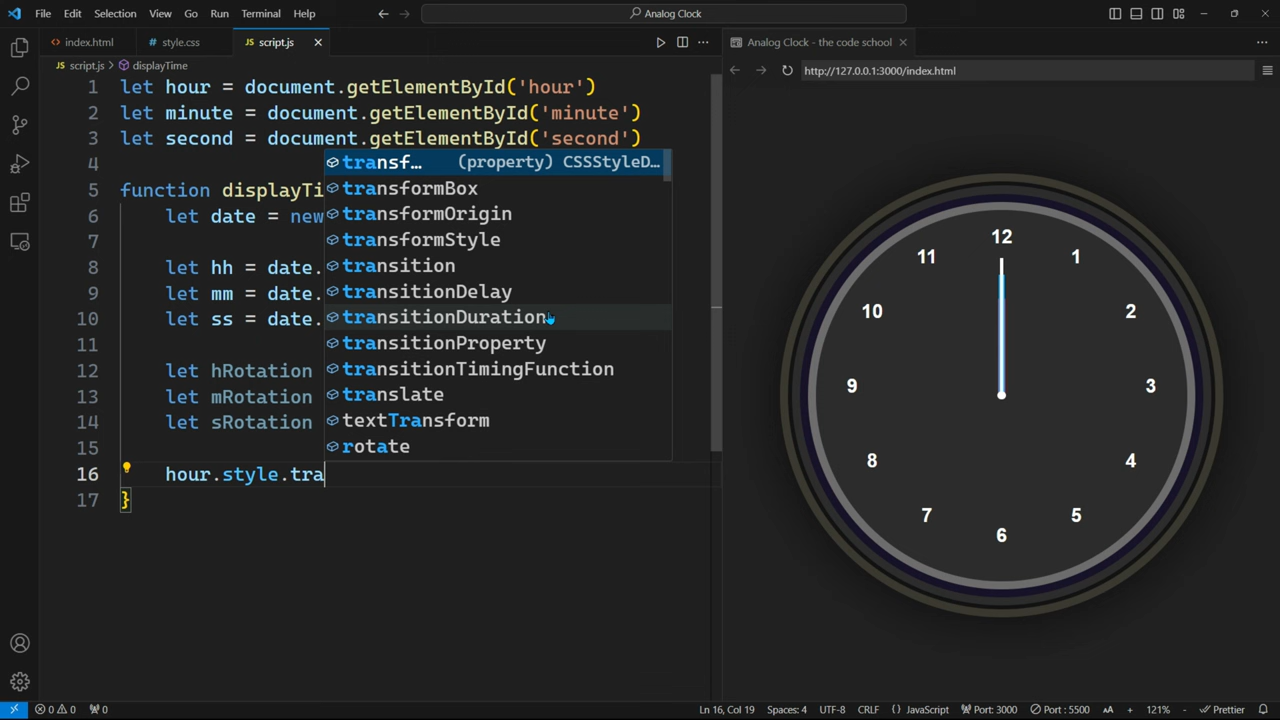 File Edit Selection View Go Run Terminal Help
Analog Clock
index.html
style.css
JS script.js
Analog Clock - the code school
JS script.js > displayTime
http://127.0.0.1:3000/index.html
1 let hour = document.getElementById('hour')
2 let minute = document.getElementById('minute')
3 let second = document.getElementById('second')
4
5 function displayTi
6 let date = new
7
8 let hh = date.
9 let mm = date.
10 let ss = date.
11
12 let hRotation
13 let mRotation
14 let sRotation
15
16 hour.style.tra
17 }
transf… (property) CSSStyleD…
transformBox
transformOrigin
transformStyle
transition
transitionDelay
transitionDuration
transitionProperty
transitionTimingFunction
translate
textTransform
rotate
12
11 1
10 2
9 3
8 4
7 5
6
0 0 0
Ln 16, Col 19 Spaces: 4 UTF-8 CRLF {} JavaScript Port: 3000 Port : 5500 AA + 121% - Prettier